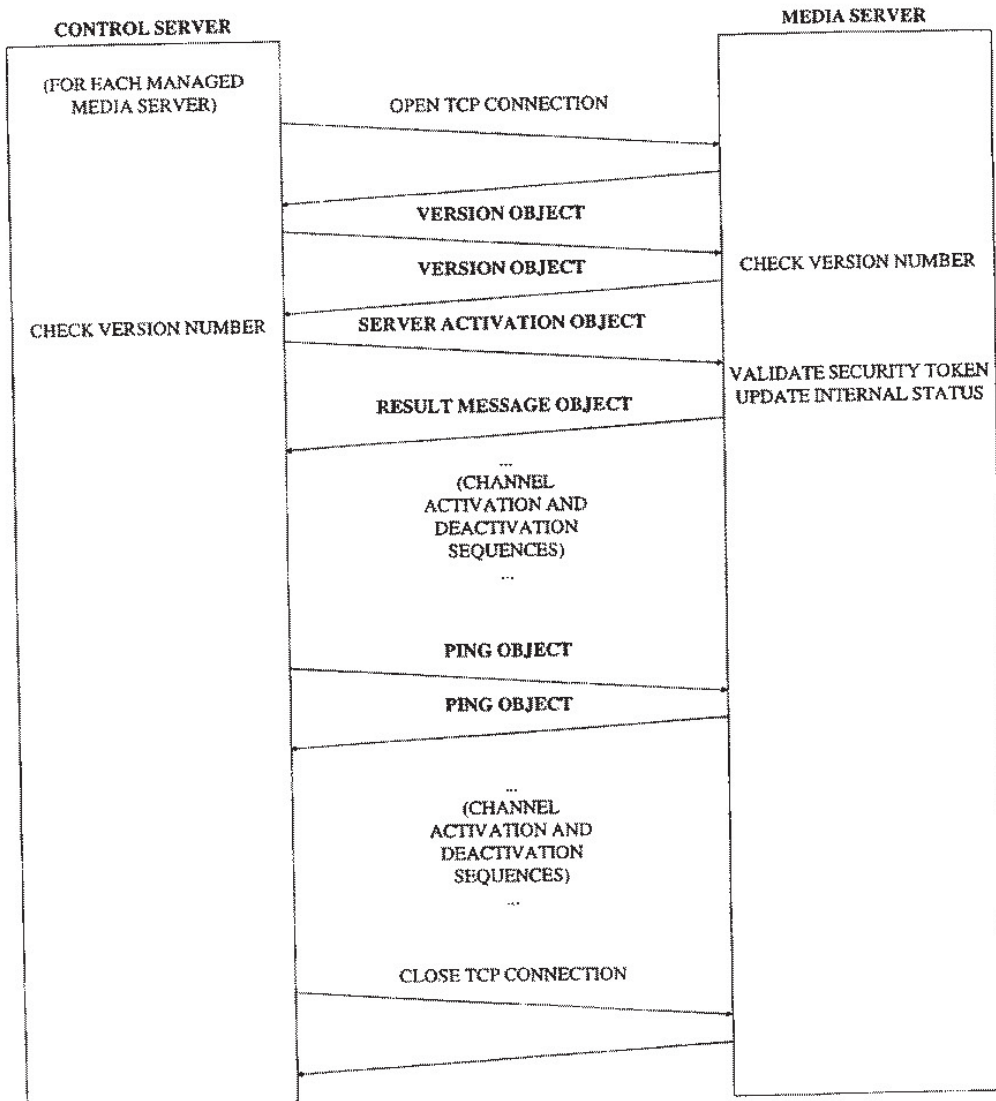 CONTROL SERVER
MEDIA SERVER
(FOR EACH MANAGED
MEDIA SERVER)
OPEN TCP CONNECTION
VERSION OBJECT
VERSION OBJECT
CHECK VERSION NUMBER
CHECK VERSION NUMBER
SERVER ACTIVATION OBJECT
VALIDATE SECURITY TOKEN
UPDATE INTERNAL STATUS
RESULT MESSAGE OBJECT
...
(CHANNEL
ACTIVATION AND
DEACTIVATION
SEQUENCES)
...
PING OBJECT
PING OBJECT
...
(CHANNEL
ACTIVATION AND
DEACTIVATION
SEQUENCES)
...
CLOSE TCP CONNECTION